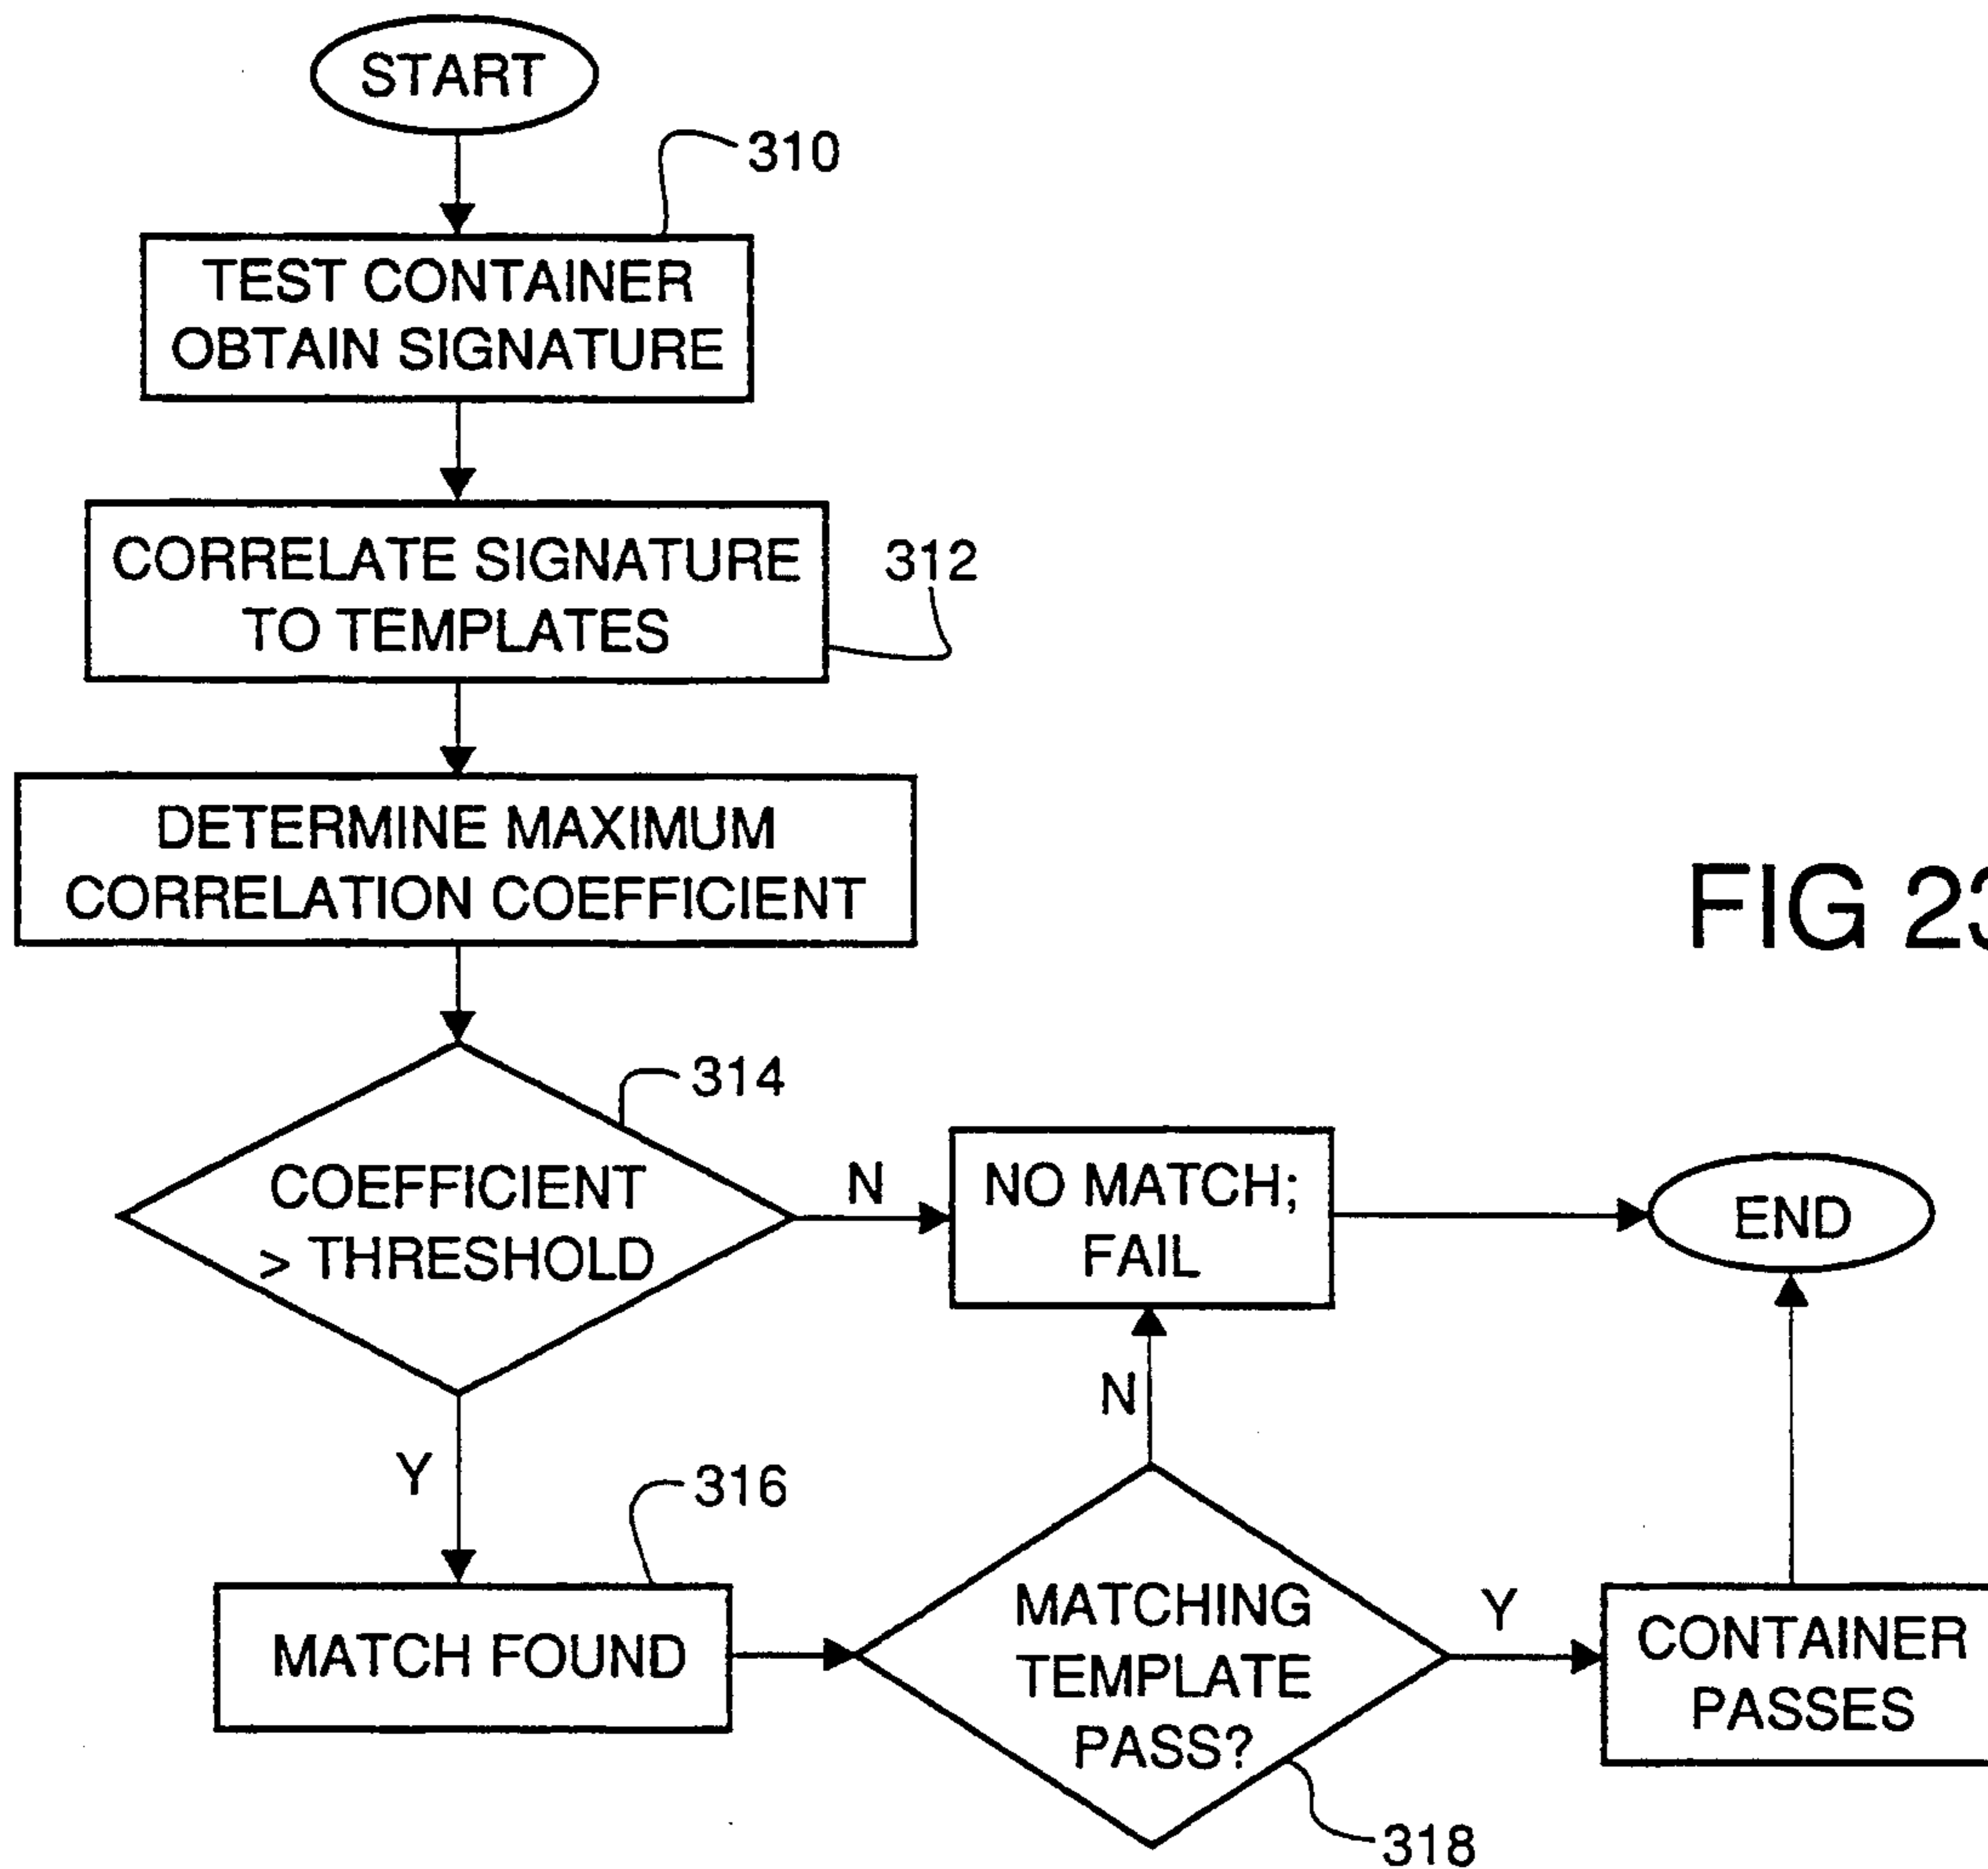 START
310
TEST CONTAINER
OBTAIN SIGNATURE
CORRELATE SIGNATURE
TO TEMPLATES
312
DETERMINE MAXIMUM
CORRELATION COEFFICIENT
FIG 23
314
COEFFICIENT
> THRESHOLD
N
NO MATCH;
FAIL
END
N
Y
316
MATCH FOUND
MATCHING
TEMPLATE
PASS?
Y
CONTAINER
PASSES
318